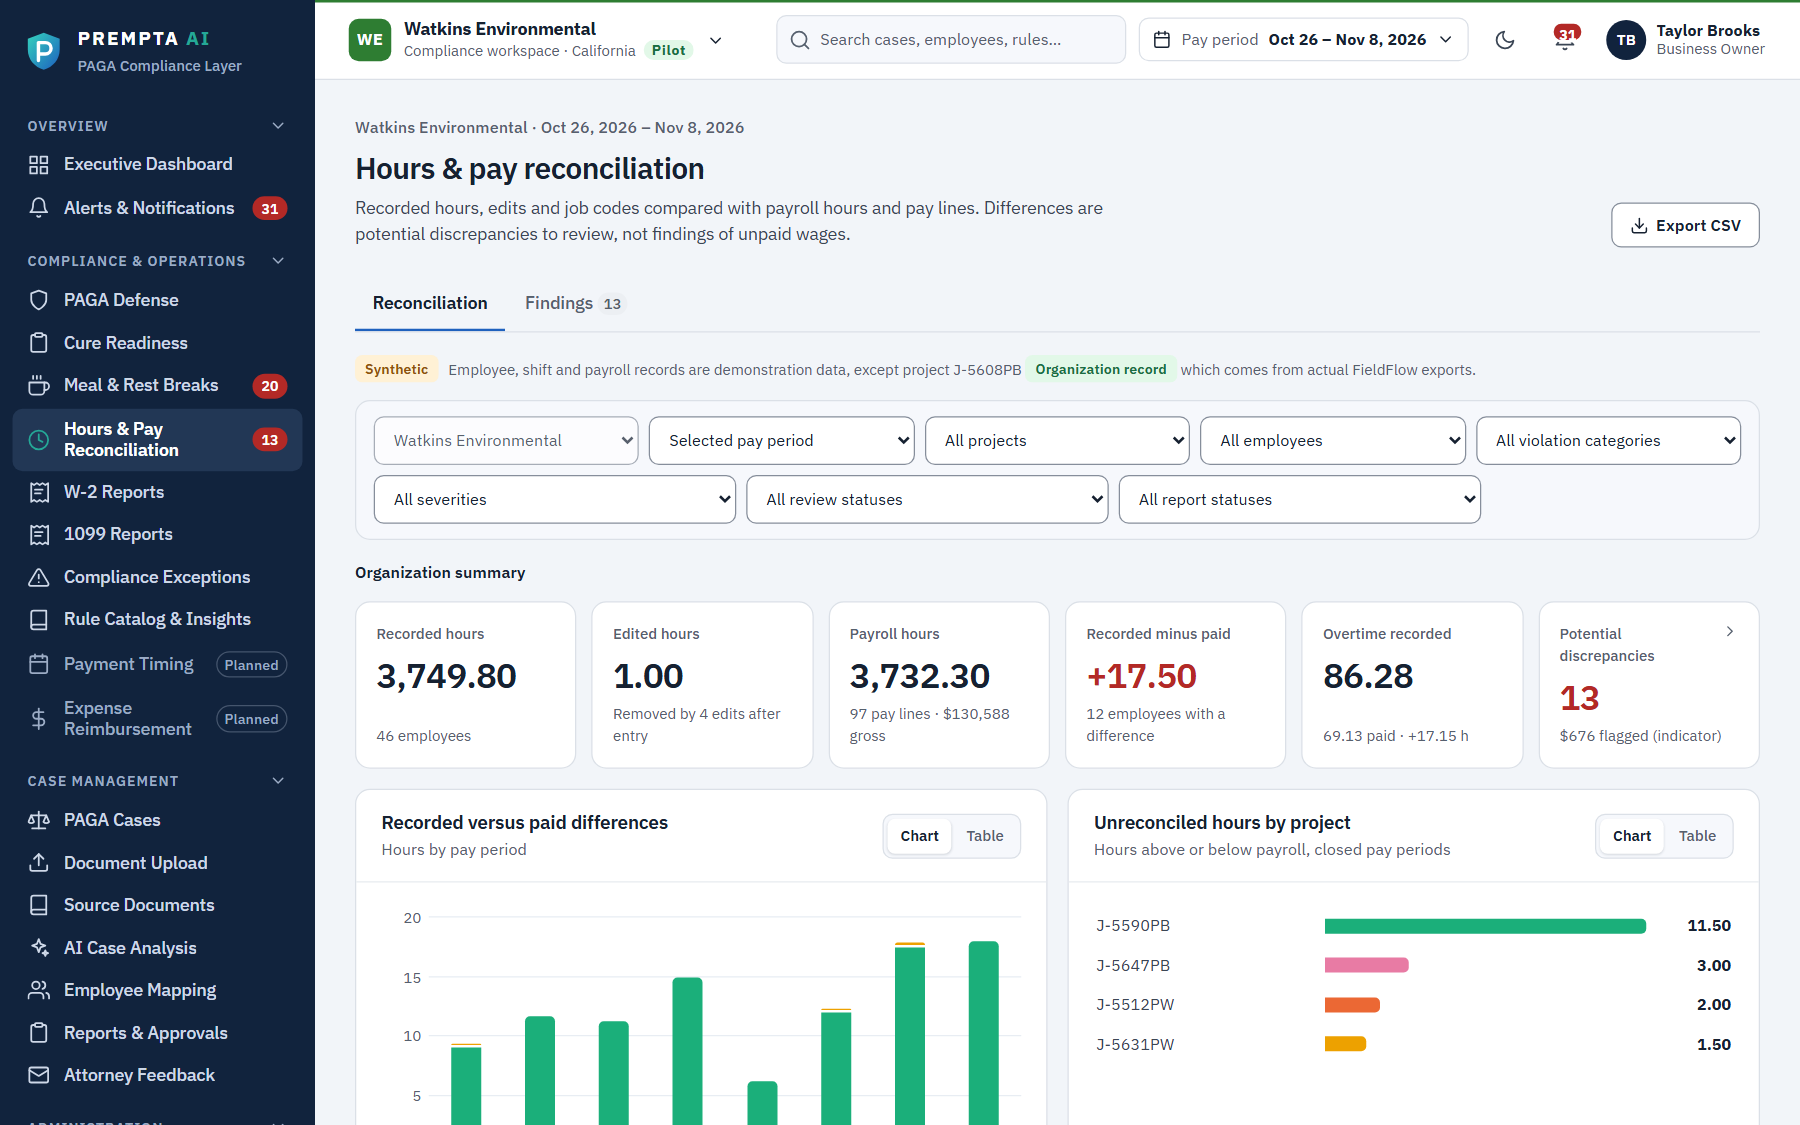 PREMPTA AI
PAGA Compliance Layer
OVERVIEW
Executive Dashboard
Alerts & Notifications 31
COMPLIANCE & OPERATIONS
PAGA Defense
Cure Readiness
Meal & Rest Breaks 20
Hours & Pay
Reconciliation 13
W-2 Reports
1099 Reports
Compliance Exceptions
Rule Catalog & Insights
Payment Timing Planned
Expense
Reimbursement Planned
CASE MANAGEMENT
PAGA Cases
Document Upload
Source Documents
AI Case Analysis
Employee Mapping
Reports & Approvals
Attorney Feedback
ADMINISTRATION
WE
Watkins Environmental
Compliance workspace · California Pilot
Search cases, employees, rules...
Pay period Oct 26 – Nov 8, 2026
31
TB
Taylor Brooks
Business Owner
Watkins Environmental · Oct 26, 2026 – Nov 8, 2026
Hours & pay reconciliation
Recorded hours, edits and job codes compared with payroll hours and pay lines. Differences are
potential discrepancies to review, not findings of unpaid wages.
Export CSV
Reconciliation Findings 13
Synthetic Employee, shift and payroll records are demonstration data, except project J-5608PB Organization record which comes from actual FieldFlow exports.
Watkins Environmental Selected pay period All projects All employees All violation categories
All severities All review statuses All report statuses
Organization summary
Recorded hours
3,749.80
46 employees
Edited hours
1.00
Removed by 4 edits after
entry
Payroll hours
3,732.30
97 pay lines · $130,588
gross
Recorded minus paid
+17.50
12 employees with a
difference
Overtime recorded
86.28
69.13 paid · +17.15 h
Potential
discrepancies
13
$676 flagged (indicator)
Recorded versus paid differences
Hours by pay period
Chart Table
20
15
10
5
Unreconciled hours by project
Hours above or below payroll, closed pay periods
Chart Table
J-5590PB 11.50
J-5647PB 3.00
J-5512PW 2.00
J-5631PW 1.50